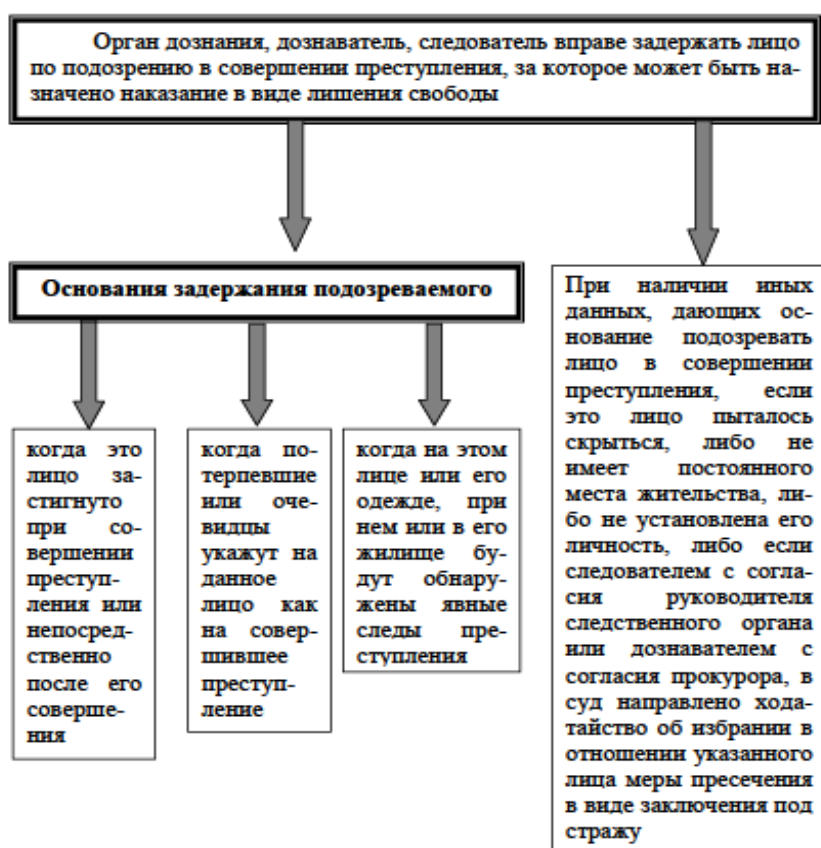 Орган дознания, дознаватель, следователь вправе задержать лицо
по подозрению в совершении преступления, за которое может быть на-
значено наказание в виде лишения свободы
Основания задержания подозреваемого
когда это
лицо за-
стигнуто
при со-
вершении
преступ-
ления или
непосред-
ственно
после его
соверше-
ния
когда по-
терпевшие
или оче-
видцы
укажут на
данное
лицо как
на совер-
шившее
преступ-
ление
когда на этом
лице или его
одежде, при
нем или в его
жилище бу-
дут обнару-
жены явные
следы пре-
ступления
При наличии иных
данных, дающих ос-
нование подозревать
лицо в совершении
преступления, если
это лицо пыталось
скрыться, либо не
имеет постоянного
места жительства, ли-
бо не установлена его
личность, либо если
следователем с согла-
сия руководителя
следственного органа
или дознавателем с
согласия прокурора, в
суд направлено хода-
тайство об избрании в
отношении указанного
лица меры пресечения
в виде заключения под
стражу